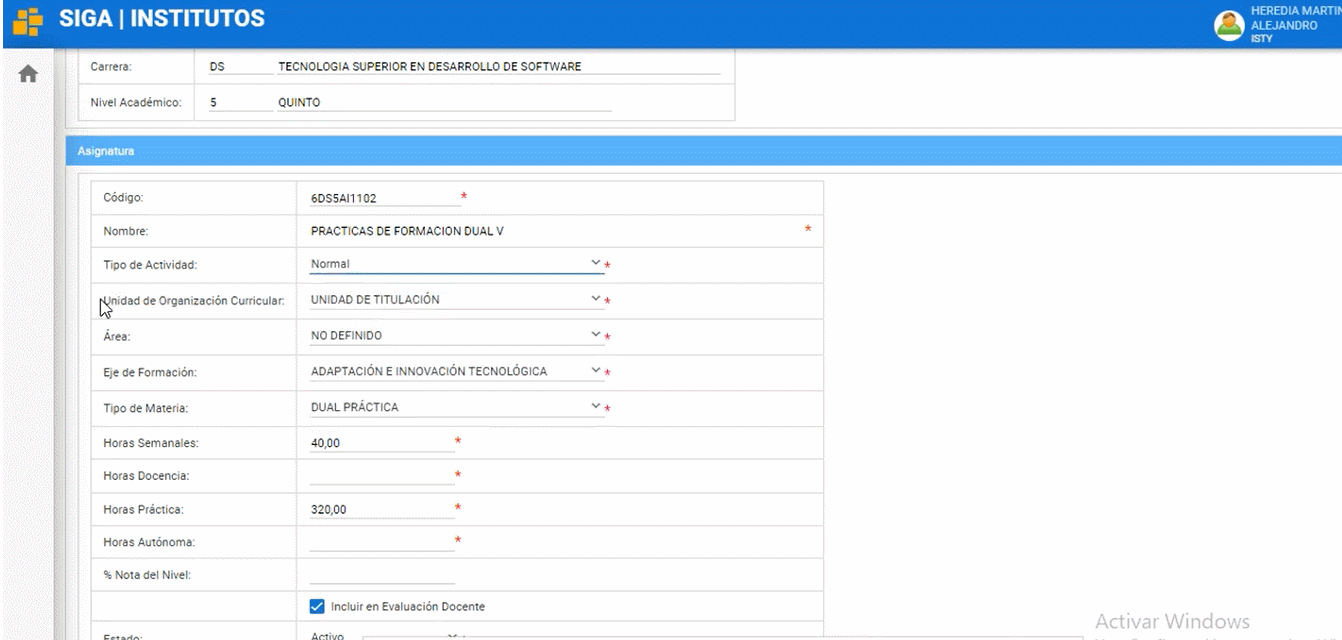 SIGA | INSTITUTOS
HEREDIA MARTIN
ALEJANDRO
ISTY
Carrera: DS TECNOLOGIA SUPERIOR EN DESARROLLO DE SOFTWARE
Nivel Académico: 5 QUINTO
Asignatura
Código: 6DS5AI1102 *
Nombre: PRACTICAS DE FORMACION DUAL V *
Tipo de Actividad: Normal *
Unidad de Organización Curricular: UNIDAD DE TITULACIÓN *
Área: NO DEFINIDO *
Eje de Formación: ADAPTACIÓN E INNOVACIÓN TECNOLÓGICA *
Tipo de Materia: DUAL PRÁCTICA *
Horas Semanales: 40,00 *
Horas Docencia: *
Horas Práctica: 320,00 *
Horas Autónoma: *
% Nota del Nivel:
Incluir en Evaluación Docente
Estado: Activo
Activar Windows